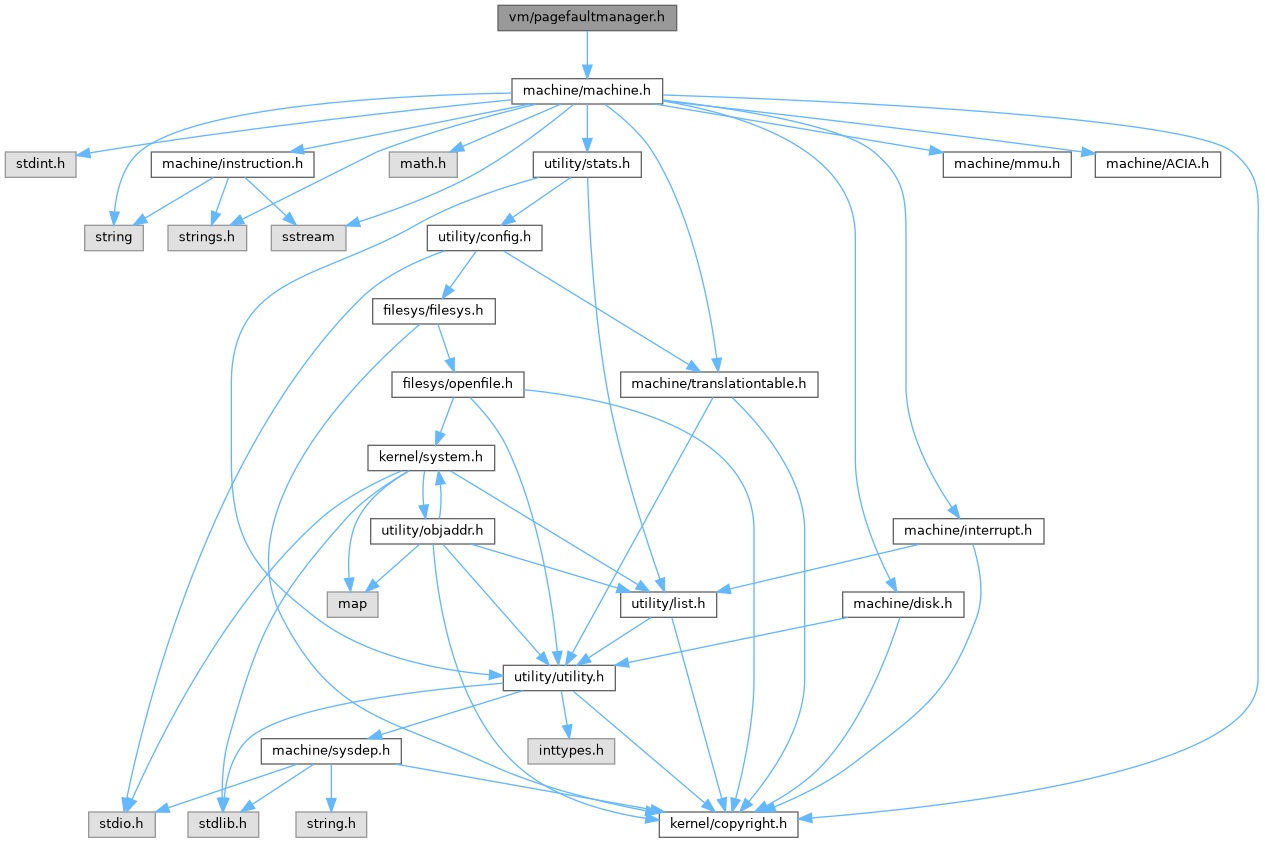 vm/pagefaultmanager.h
machine/machine.h
stdint.h
machine/instruction.h
math.h
utility/stats.h
machine/mmu.h
machine/ACIA.h
string
strings.h
sstream
utility/config.h
filesys/filesys.h
filesys/openfile.h
machine/translationtable.h
kernel/system.h
utility/objaddr.h
machine/interrupt.h
map
utility/list.h
machine/disk.h
utility/utility.h
machine/sysdep.h
inttypes.h
stdio.h
stdlib.h
string.h
kernel/copyright.h